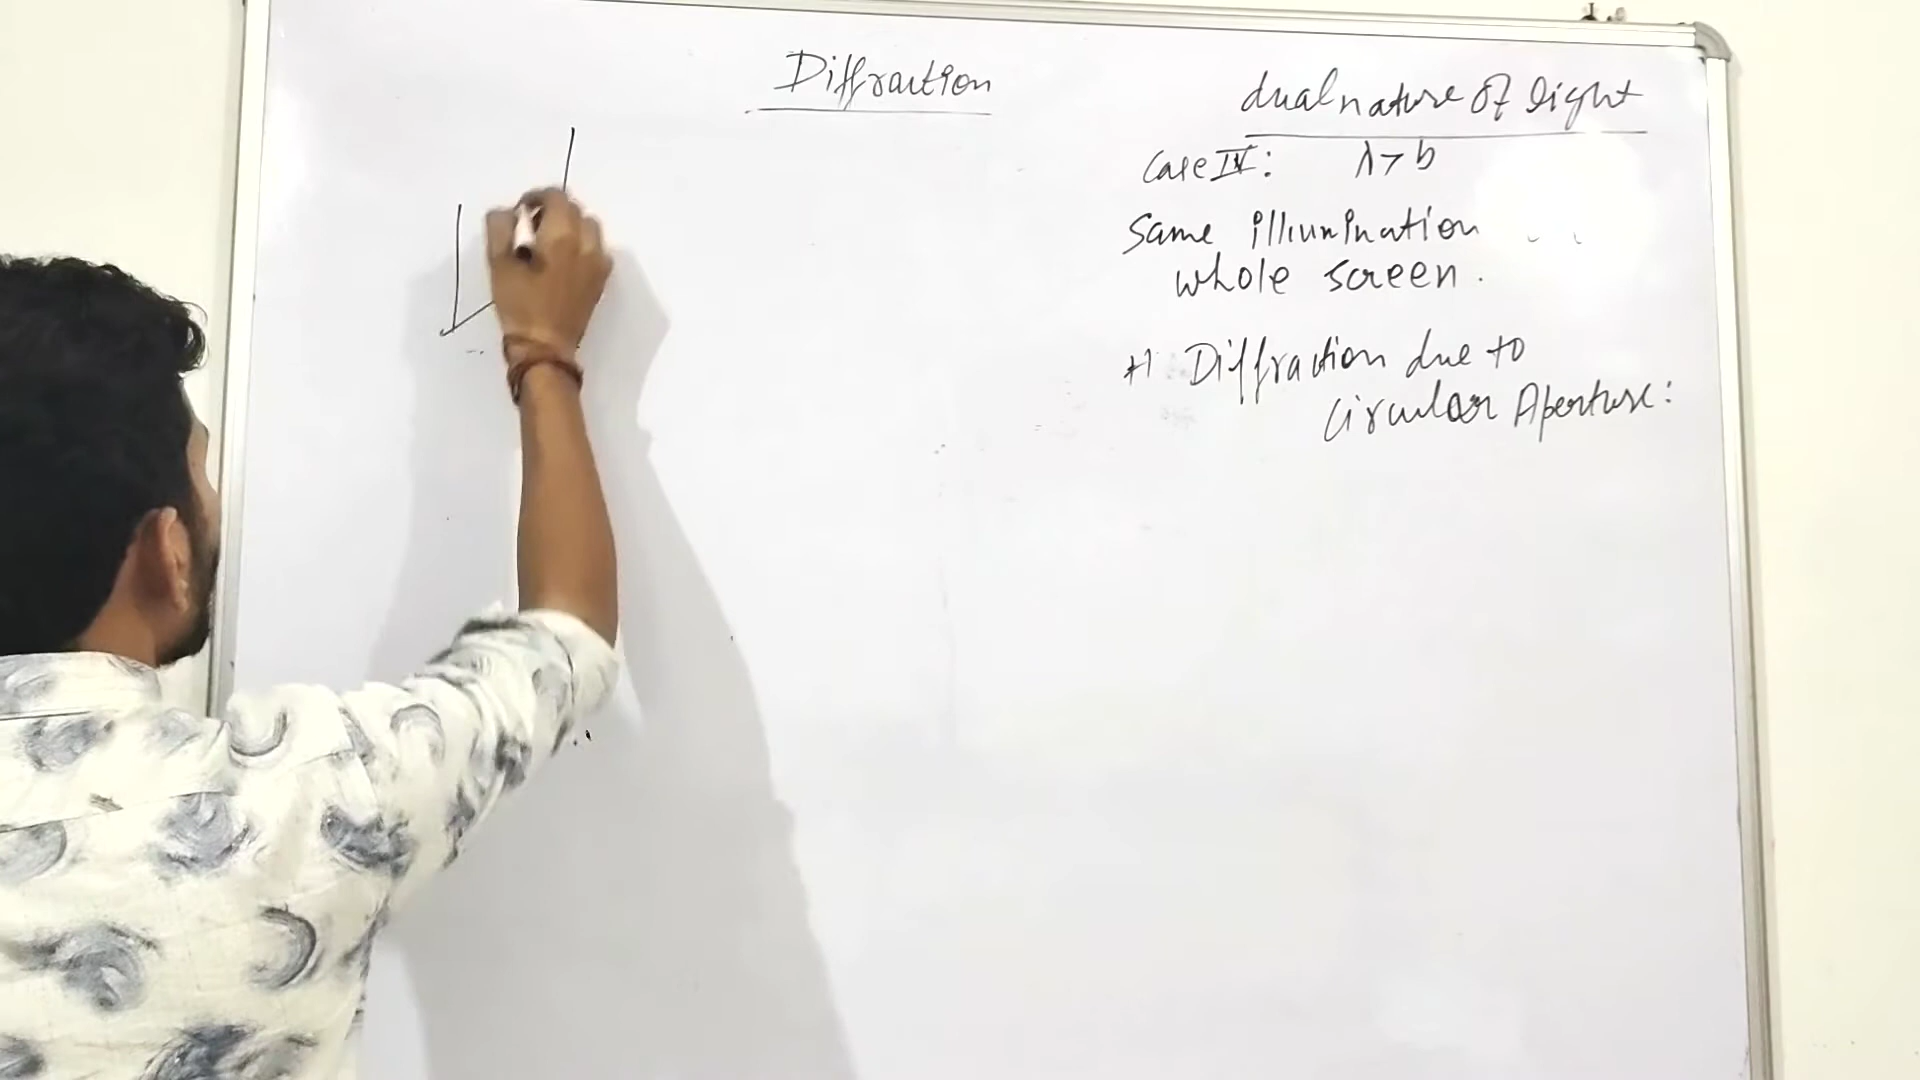 Diffraction
dual nature of light
Case IV: λ > b
Same illumination
whole screen.
*) Diffraction due to
Circular Aperture: